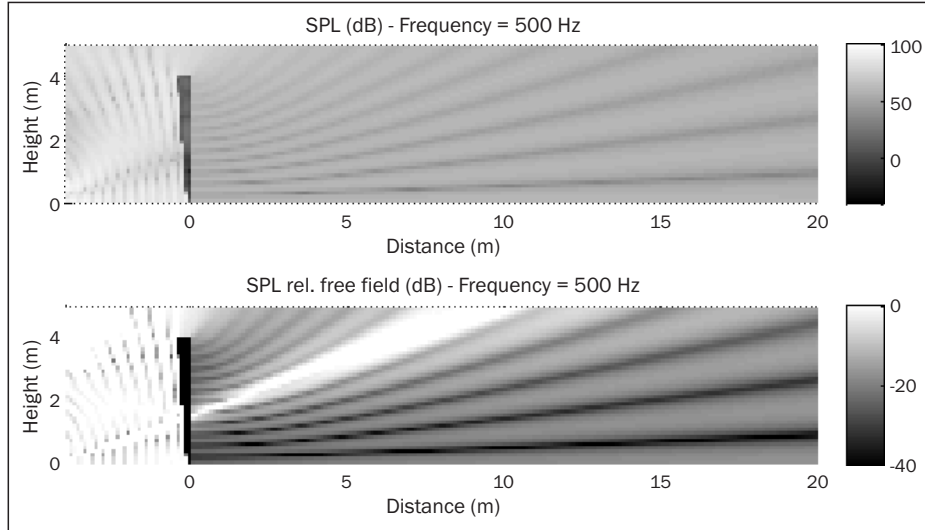 SPL (dB) - Frequency = 500 Hz
Height (m)
4
2
0
0 5 10 15 20
Distance (m)
100
50
0
SPL rel. free field (dB) - Frequency = 500 Hz
Height (m)
4
2
0
0 5 10 15 20
Distance (m)
0
-20
-40